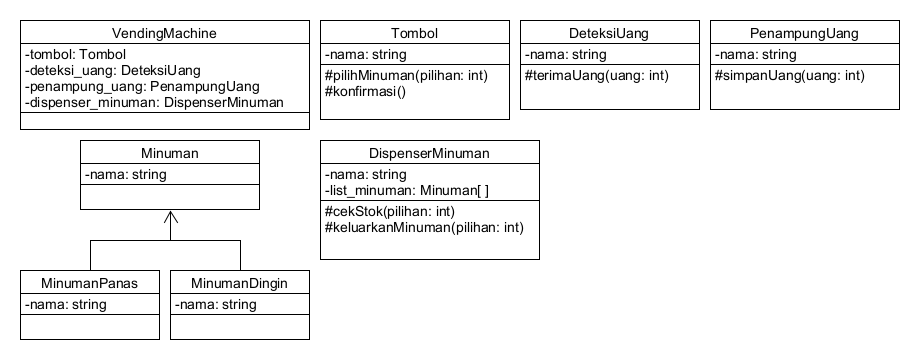 VendingMachine
-tombol: Tombol
-deteksi_uang: DeteksiUang
-penampung_uang: PenampungUang
-dispenser_minuman: DispenserMinuman
Tombol
-nama: string
#pilihMinuman(pilihan: int)
#konfirmasi()
DeteksiUang
-nama: string
#terimaUang(uang: int)
PenampungUang
-nama: string
#simpanUang(uang: int)
Minuman
-nama: string
DispenserMinuman
-nama: string
-list_minuman: Minuman[ ]
#cekStok(pilihan: int)
#keluarkanMinuman(pilihan: int)
MinumanPanas
-nama: string
MinumanDingin
-nama: string